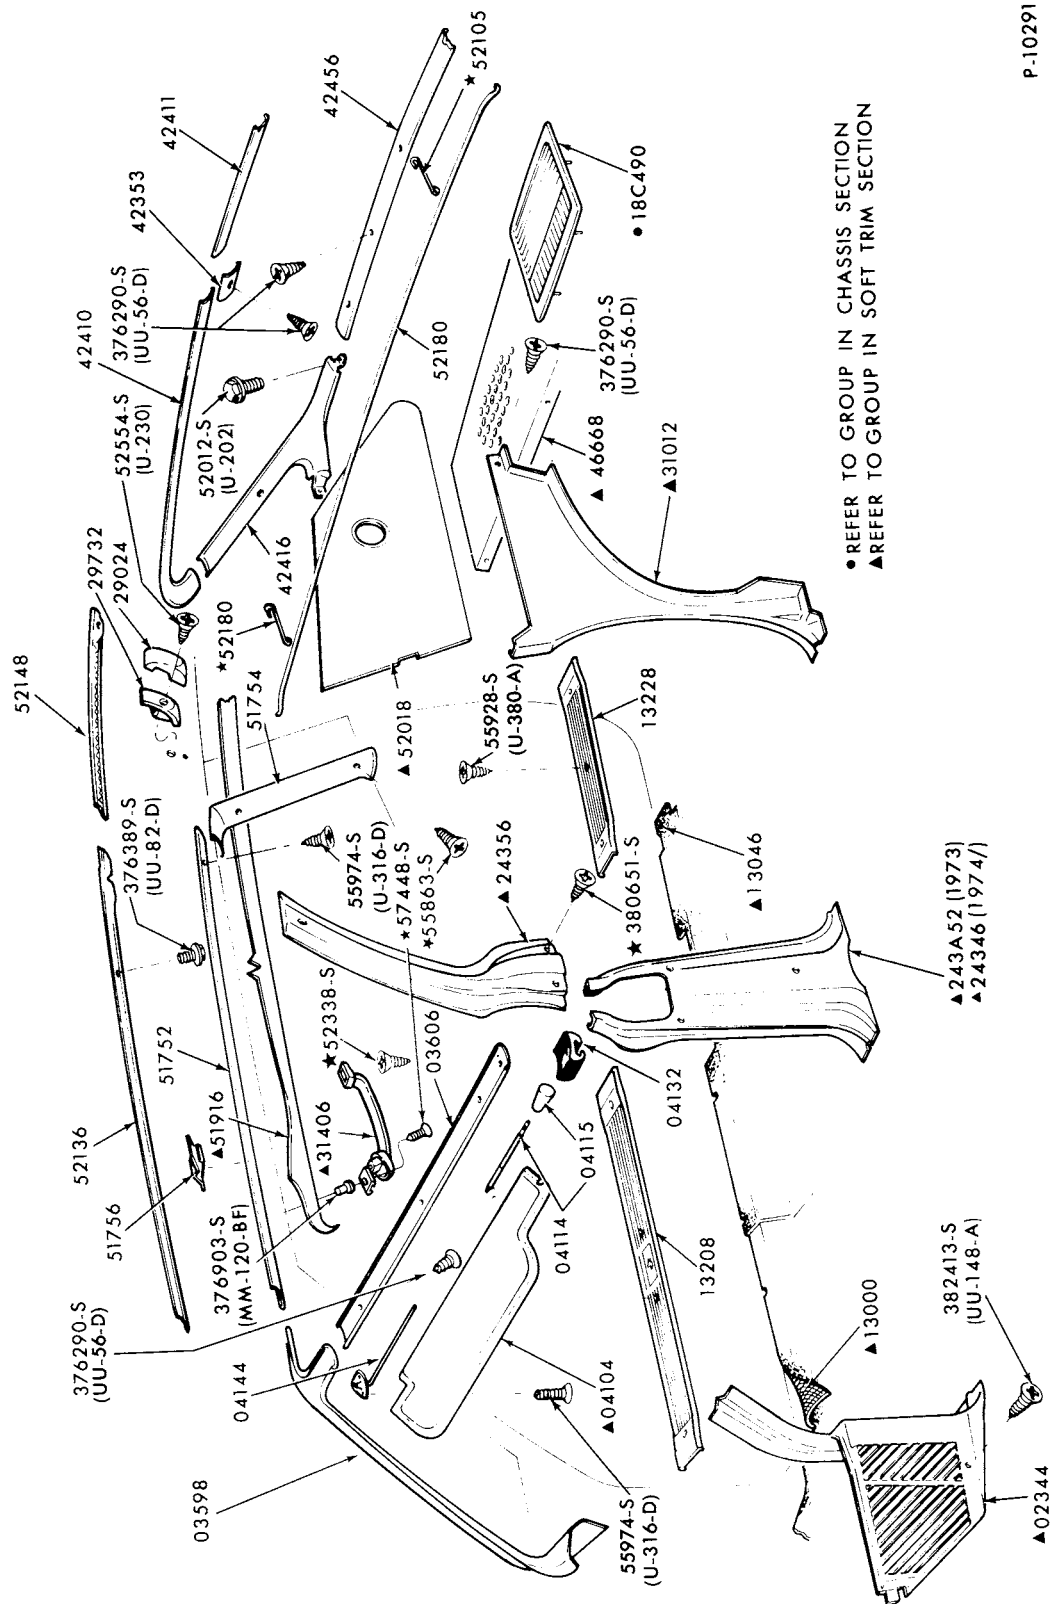 42411
42353
376290-S
(UU-56-D)
42410
52012-S
(U-202)
52554-S
(U-230)
29732
29024
★52180
52148
51754
376389-S
(UU-82-D)
51752
▲51916
52136
51756
376903-S
(MM-120-BF)
376290-S
(UU-56-D)
04144
03598
42456
★52105
52180
42416
▲52018
55928-S
(U-380-A)
55974-S
(U-316-D)
★57448-S
★55863-S
▲24356
★52338-S
▲31406
03606
★380651-S
●18C490
376290-S
(UU-56-D)
▲46668
▲31012
13228
▲13046
▲243A52 (1973)
▲24346 (1974/)
04132
04115
04114
13208
▲04104
55974-S
(U-316-D)
▲13000
382413-S
(UU-148-A)
▲02344
●REFER TO GROUP IN CHASSIS SECTION
▲REFER TO GROUP IN SOFT TRIM SECTION
P-10291